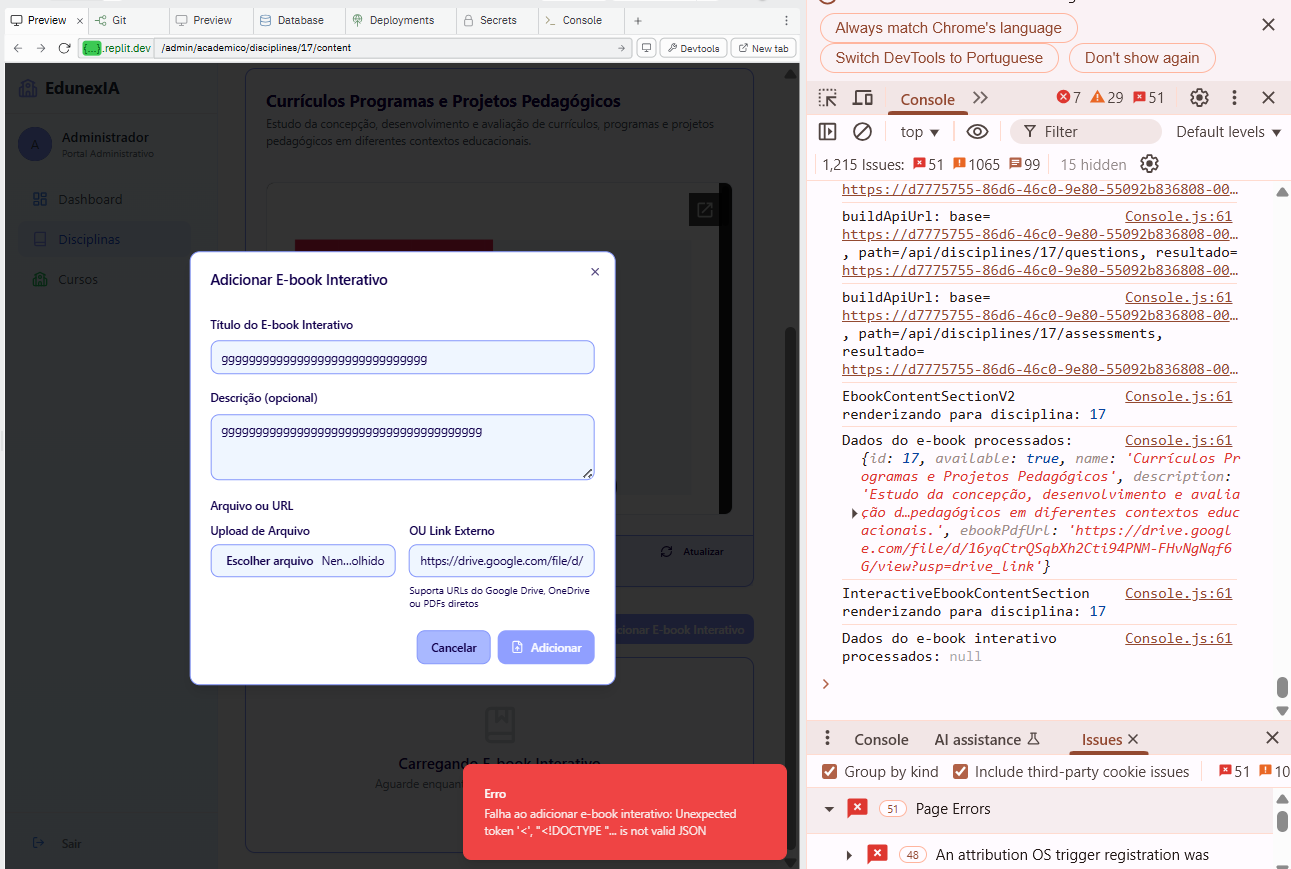 Preview
Git
Preview
Database
Deployments
Secrets
Console
{...}.replit.dev
/admin/academico/disciplines/17/content
Devtools
New tab
EdunexIA
A
Administrador
Portal Administrativo
Dashboard
Disciplinas
Cursos
Sair
Currículos Programas e Projetos Pedagógicos
Estudo da concepção, desenvolvimento e avaliação de currículos, programas e projetos
pedagógicos em diferentes contextos educacionais.
Atualizar
cionar E-book Interativo
Carregando E-book Interativo
Aguarde enquan
Adicionar E-book Interativo
Título do E-book Interativo
gggggggggggggggggggggggggggggg
Descrição (opcional)
gggggggggggggggggggggggggggggggggggggg
Arquivo ou URL
Upload de Arquivo
OU Link Externo
Escolher arquivo Nen...olhido
https://drive.google.com/file/d/
Suporta URLs do Google Drive, OneDrive
ou PDFs diretos
Cancelar
Adicionar
Erro
Falha ao adicionar e-book interativo: Unexpected
token '<', "<!DOCTYPE "... is not valid JSON
Always match Chrome's language
Switch DevTools to Portuguese
Don't show again
Console
7
29
51
top
Filter
Default levels
1,215 Issues:
51
1065
99
15 hidden
https://d7775755-86d6-46c0-9e80-55092b836808-00…
buildApiUrl: base=
Console.js:61
https://d7775755-86d6-46c0-9e80-55092b836808-00…
, path=/api/disciplines/17/questions, resultado=
https://d7775755-86d6-46c0-9e80-55092b836808-00…
buildApiUrl: base=
Console.js:61
https://d7775755-86d6-46c0-9e80-55092b836808-00…
, path=/api/disciplines/17/assessments,
resultado=
https://d7775755-86d6-46c0-9e80-55092b836808-00…
EbookContentSectionV2
Console.js:61
renderizando para disciplina: 17
Dados do e-book processados:
Console.js:61
{id: 17, available: true, name: 'Currículos Pr
ogramas e Projetos Pedagógicos', description:
'Estudo da concepção, desenvolvimento e avalia
ção d…pedagógicos em diferentes contextos educ
acionais.', ebookPdfUrl: 'https://drive.googl
e.com/file/d/16yqCtrQSqbXh2Cti94PNM-FHvNgNqf6
G/view?usp=drive_link'}
InteractiveEbookContentSection
Console.js:61
renderizando para disciplina: 17
Dados do e-book interativo
Console.js:61
processados: null
Console
AI assistance
Issues
Group by kind
Include third-party cookie issues
51
10
51
Page Errors
48
An attribution OS trigger registration was